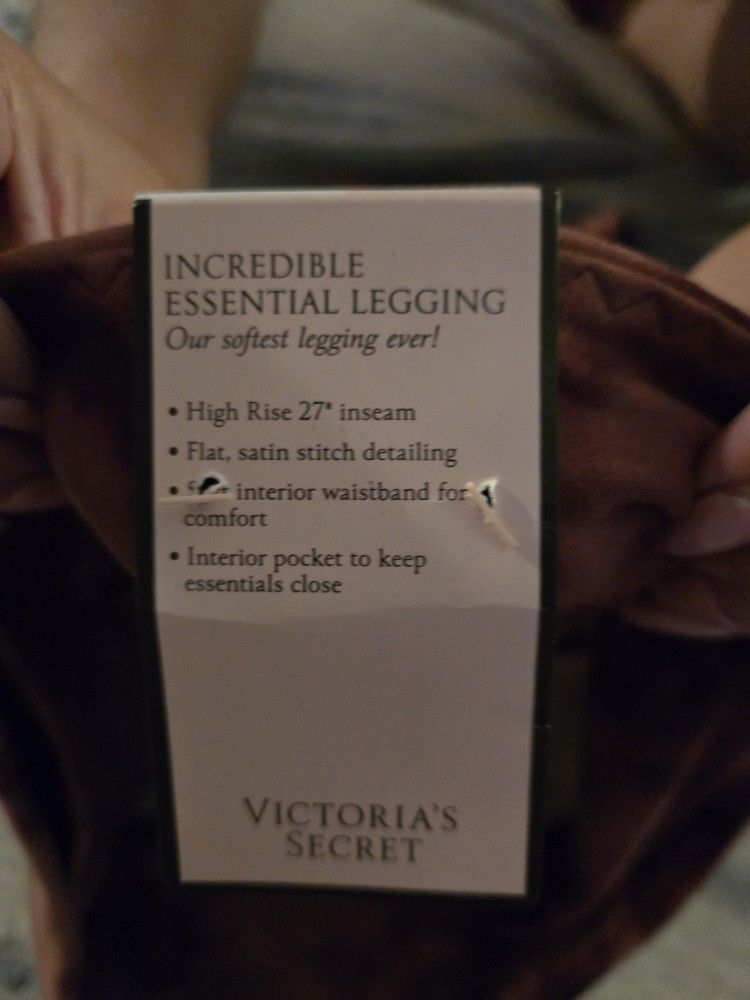 INCREDIBLE
ESSENTIAL LEGGING
Our softest legging ever!
• High Rise 27" inseam
• Flat, satin stitch detailing
• interior waistband for
comfort
• Interior pocket to keep
essentials close
VICTORIA'S
SECRET